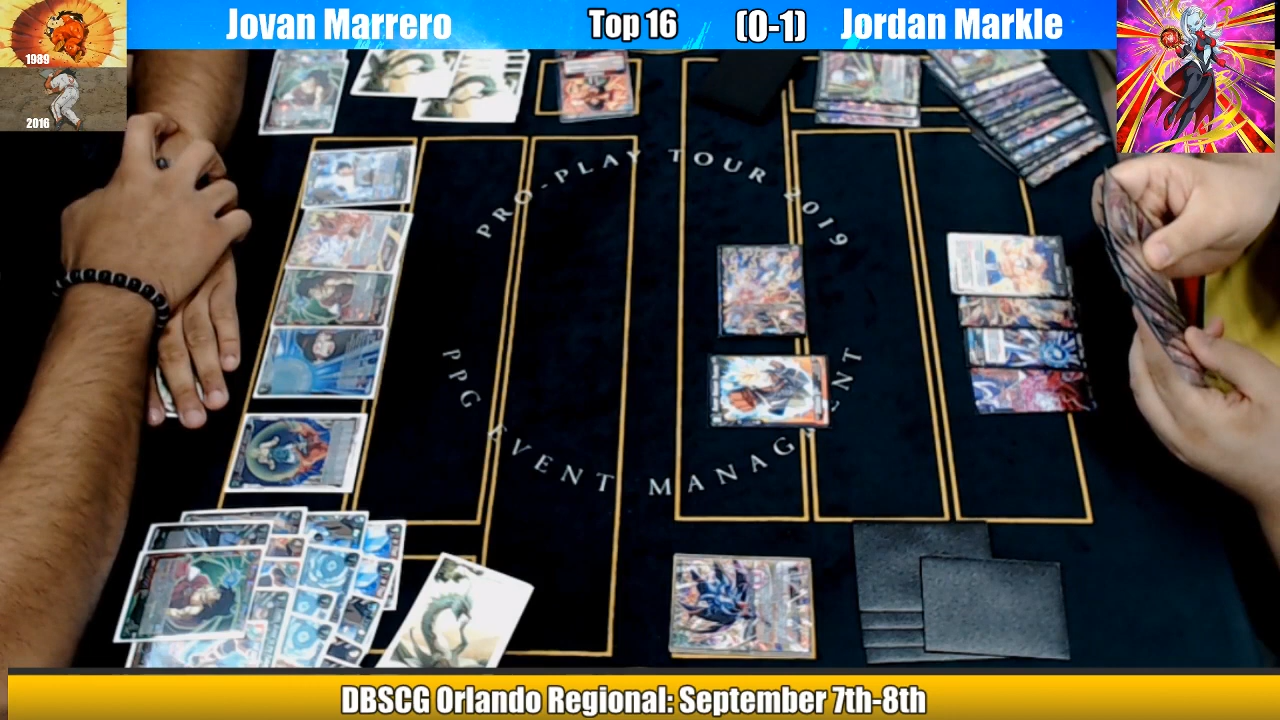 Jovan Marrero
Top 16
(0-1)
Jordan Markle
1989
2016
PRO-PLAY TOUR 2019
PPG EVENT MANAGEMENT
DBSCG Orlando Regional: September 7th-8th